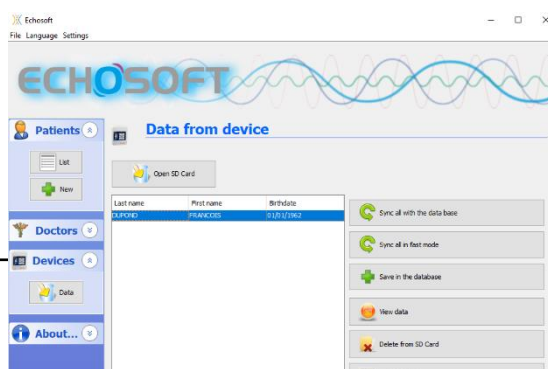 Echosoft
File Language Settings
ECHOSOFT
Patients
List
New
Doctors
Devices
Data
About...
Data from device
Open SD Card
Last name First name Birthdate
DUPOND FRANCOIS 01/01/1962
Sync all with the data base
Sync all in fast mode
Save in the database
View data
Delete from SD Card